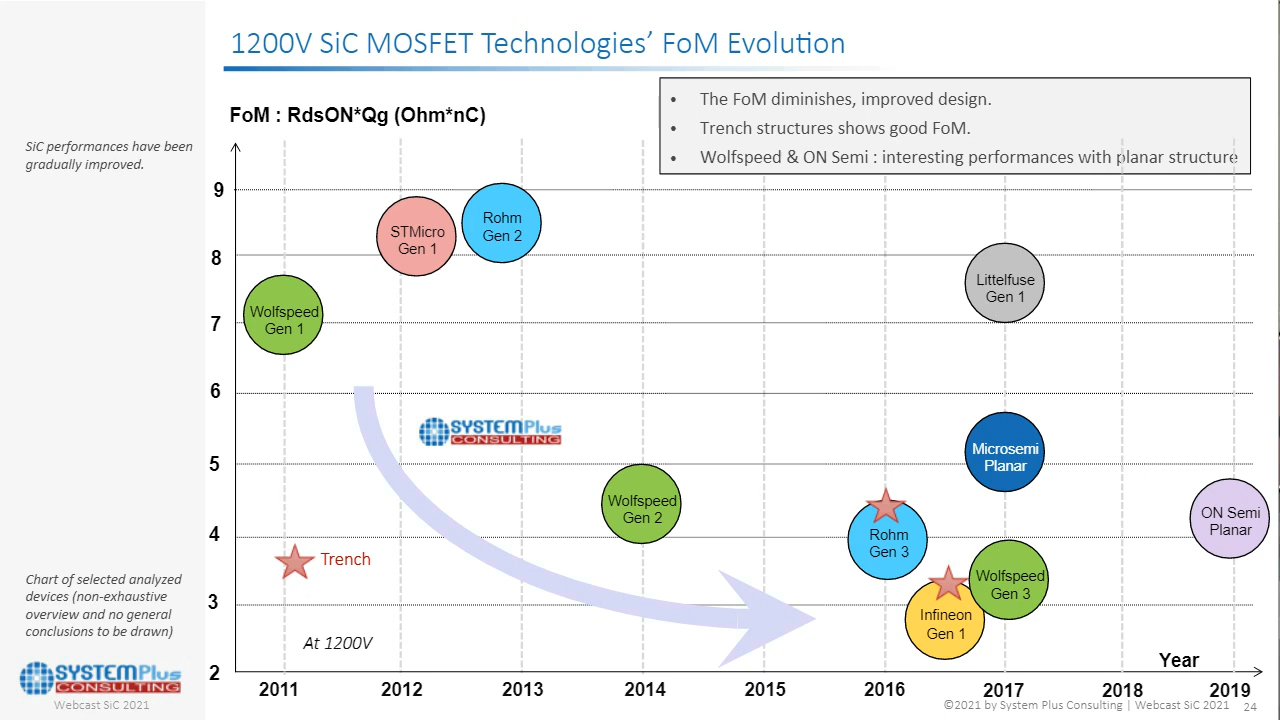 1200V SiC MOSFET Technologies’ FoM Evolution
SiC performances have been
gradually improved.
FoM : RdsON*Qg (Ohm*nC)
• The FoM diminishes, improved design.
• Trench structures shows good FoM.
• Wolfspeed & ON Semi : interesting performances with planar structure
9
8
7
6
5
4
3
2
Wolfspeed
Gen 1
STMicro
Gen 1
Rohm
Gen 2
Littelfuse
Gen 1
SYSTEMPlus
CONSULTING
Microsemi
Planar
Wolfspeed
Gen 2
ON Semi
Planar
Rohm
Gen 3
Trench
Wolfspeed
Gen 3
Infineon
Gen 1
At 1200V
Year
2011
2012
2013
2014
2015
2016
2017
2018
2019
Chart of selected analyzed
devices (non-exhaustive
overview and no general
conclusions to be drawn)
SYSTEMPlus
CONSULTING
Webcast SiC 2021
©2021 by System Plus Consulting | Webcast SiC 2021
24